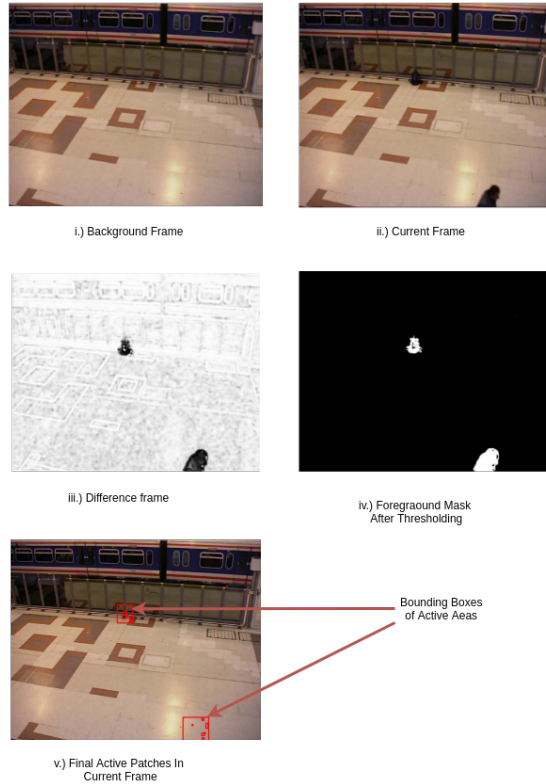 i.) Background Frame
ii.) Current Frame
iii.) Difference frame
iv.) Foregraound Mask
After Thresholding
Bounding Boxes
of Active Aeas
v.) Final Active Patches In
Current Frame